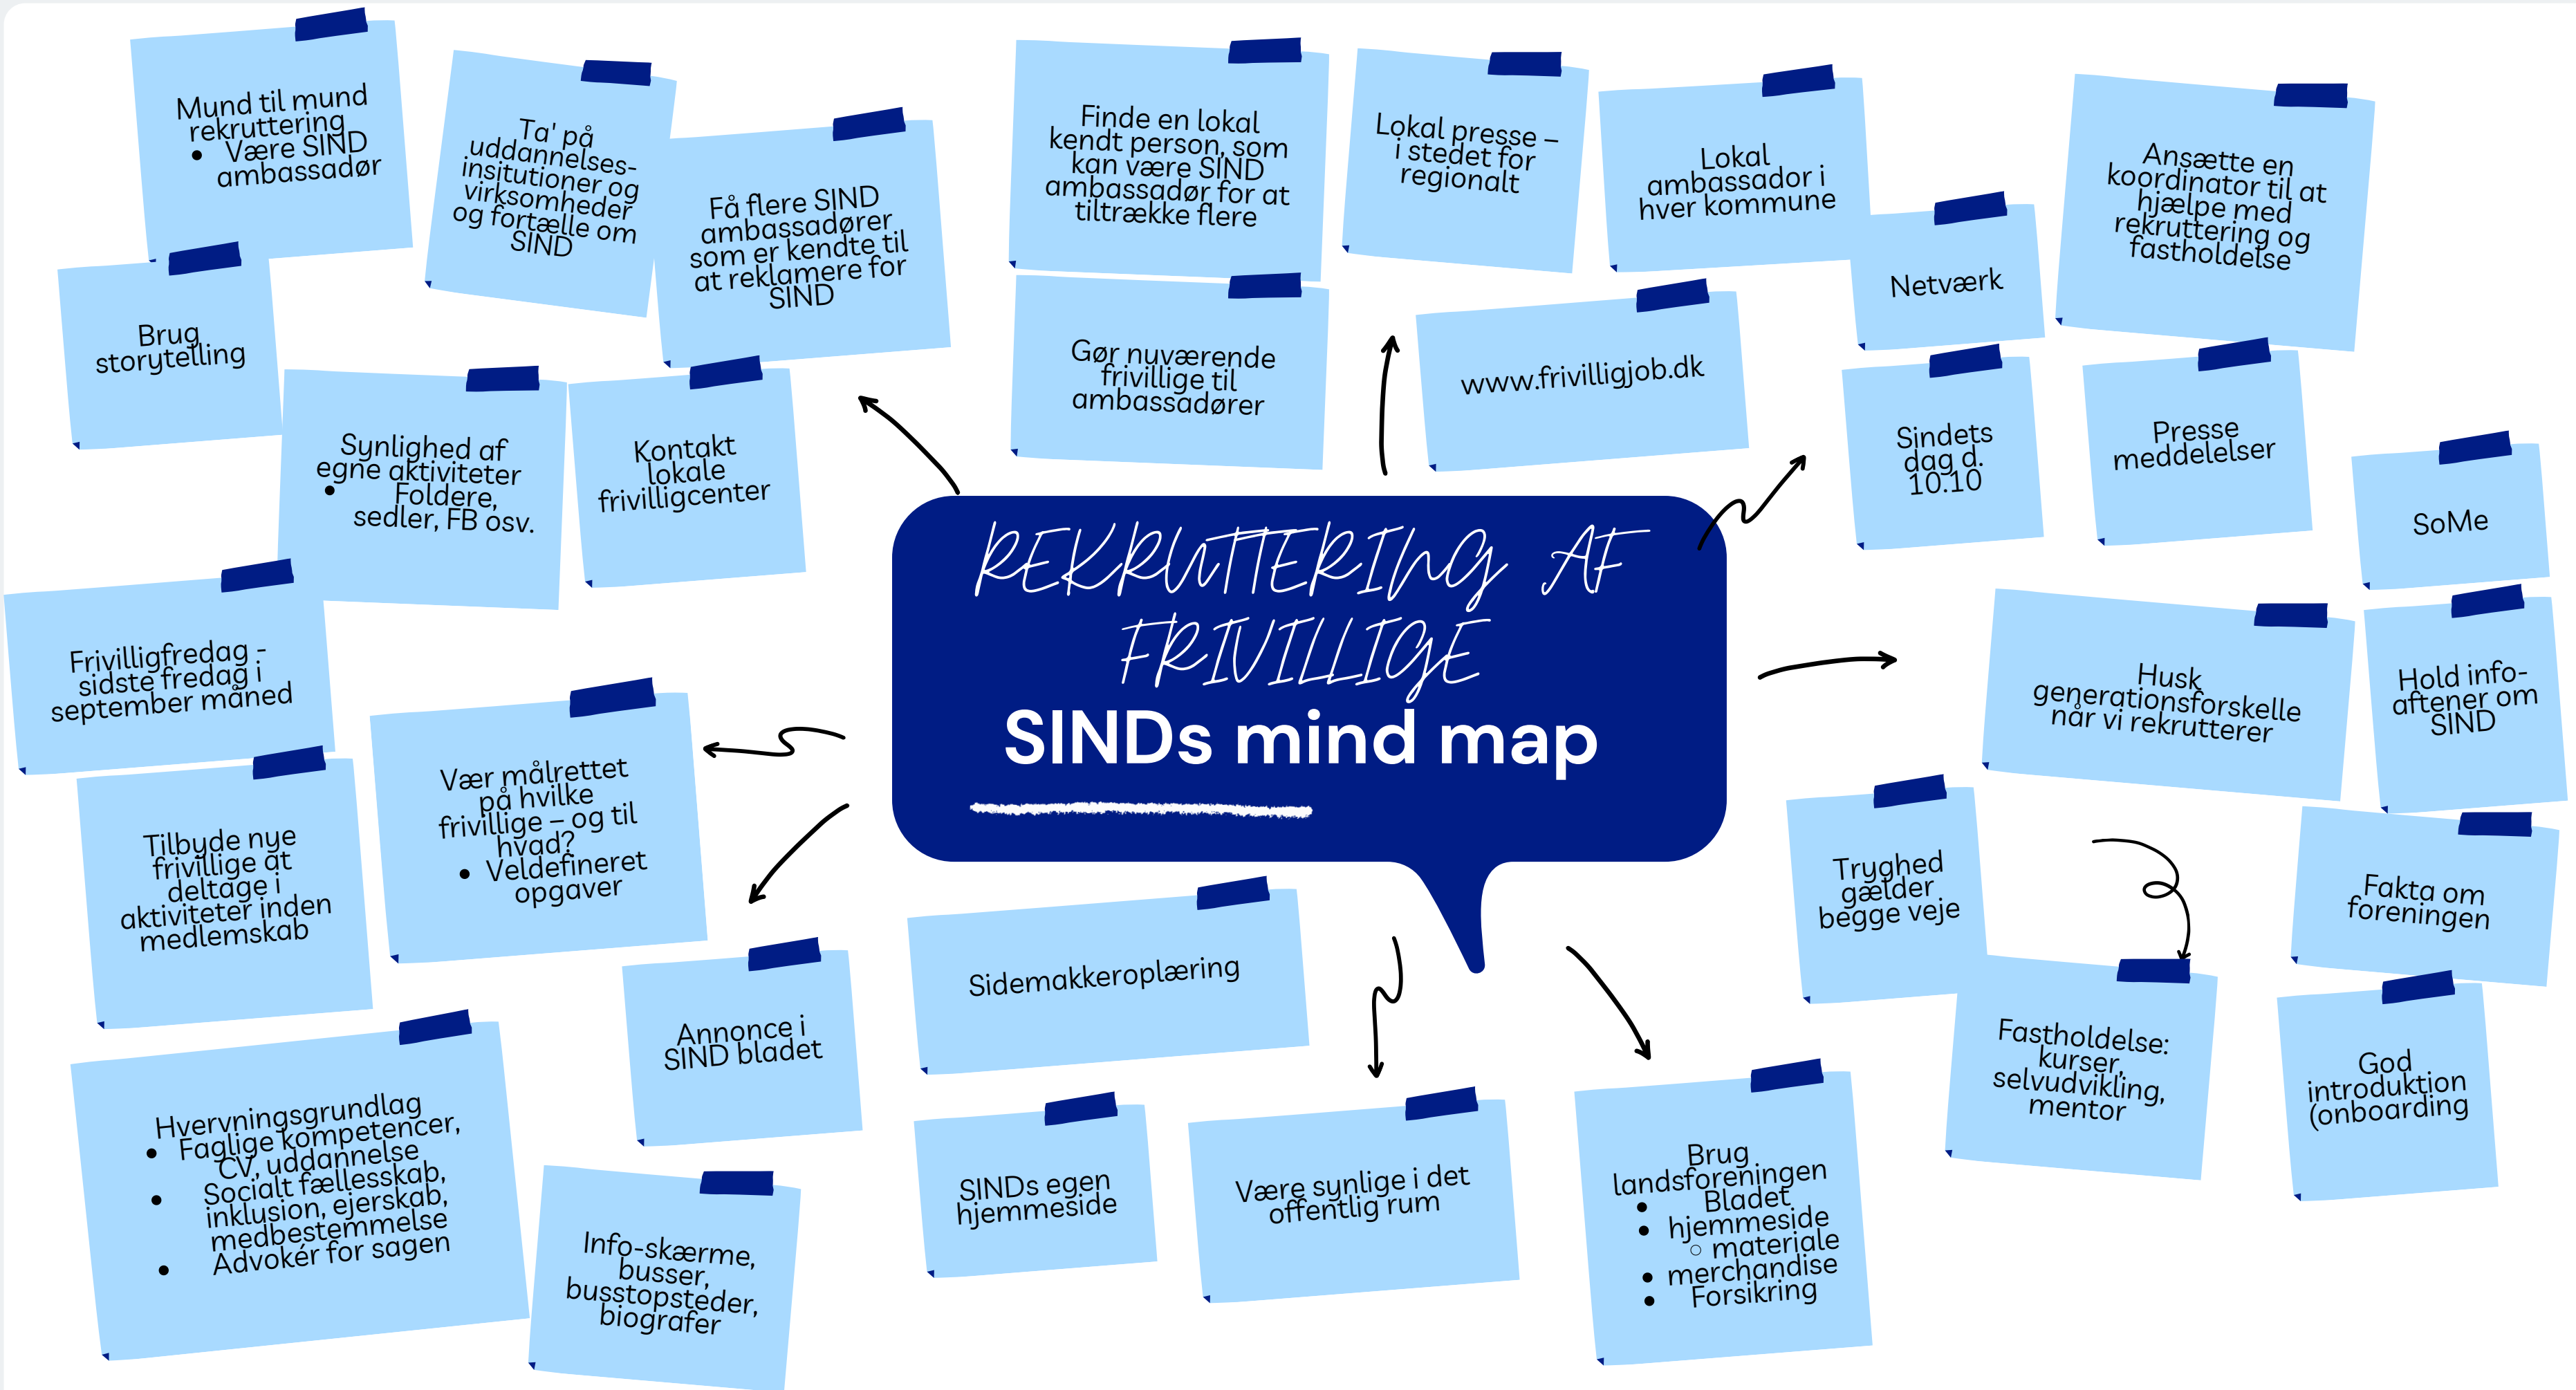 Mund til mund
rekruttering
• Være SIND
ambassadør
Ta' på
uddannelses-
insitutioner og
virksomheder
og fortælle om
SIND
Få flere SIND
ambassadører
som er kendte til
at reklamere for
SIND
Finde en lokal
kendt person, som
kan være SIND
ambassadør for at
tiltrække flere
Lokal presse –
i stedet for
regionalt
Lokal
ambassador i
hver kommune
Netværk
Ansætte en
koordinator til at
hjælpe med
rekruttering og
fastholdelse
Brug
storytelling
Synlighed af
egne aktiviteter
• Foldere,
sedler, FB osv.
Kontakt
lokale
frivilligcenter
Gør nuværende
frivillige til
ambassadører
www.frivilligjob.dk
Sindets
dag d.
10.10
Presse
meddelelser
SoMe
REKRUTTERING AF
FRIVILLIGE
SINDs mind map
Frivilligfredag -
sidste fredag i
september måned
Vær målrettet
på hvilke
frivillige – og til
hvad?
• Veldefineret
opgaver
Husk
generationsforskelle
når vi rekrutterer
Hold info-
aftener om
SIND
Tilbyde nye
frivillige at
deltage i
aktiviteter inden
medlemskab
Tryghed
gælder
begge veje
Fakta om
foreningen
Annonce i
SIND bladet
Sidemakkeroplæring
Fastholdelse:
kurser,
selvudvikling,
mentor
God
introduktion
(onboarding
Hvervningsgrundlag
• Faglige kompetencer,
CV, uddannelse
• Socialt fællesskab,
inklusion, ejerskab,
medbestemmelse
• Advokér for sagen
Info-skærme,
busser,
busstopsteder,
biografer
SINDs egen
hjemmeside
Være synlige i det
offentlig rum
Brug
landsforeningen
• Bladet
• hjemmeside
○ materiale
• merchandise
• Forsikring